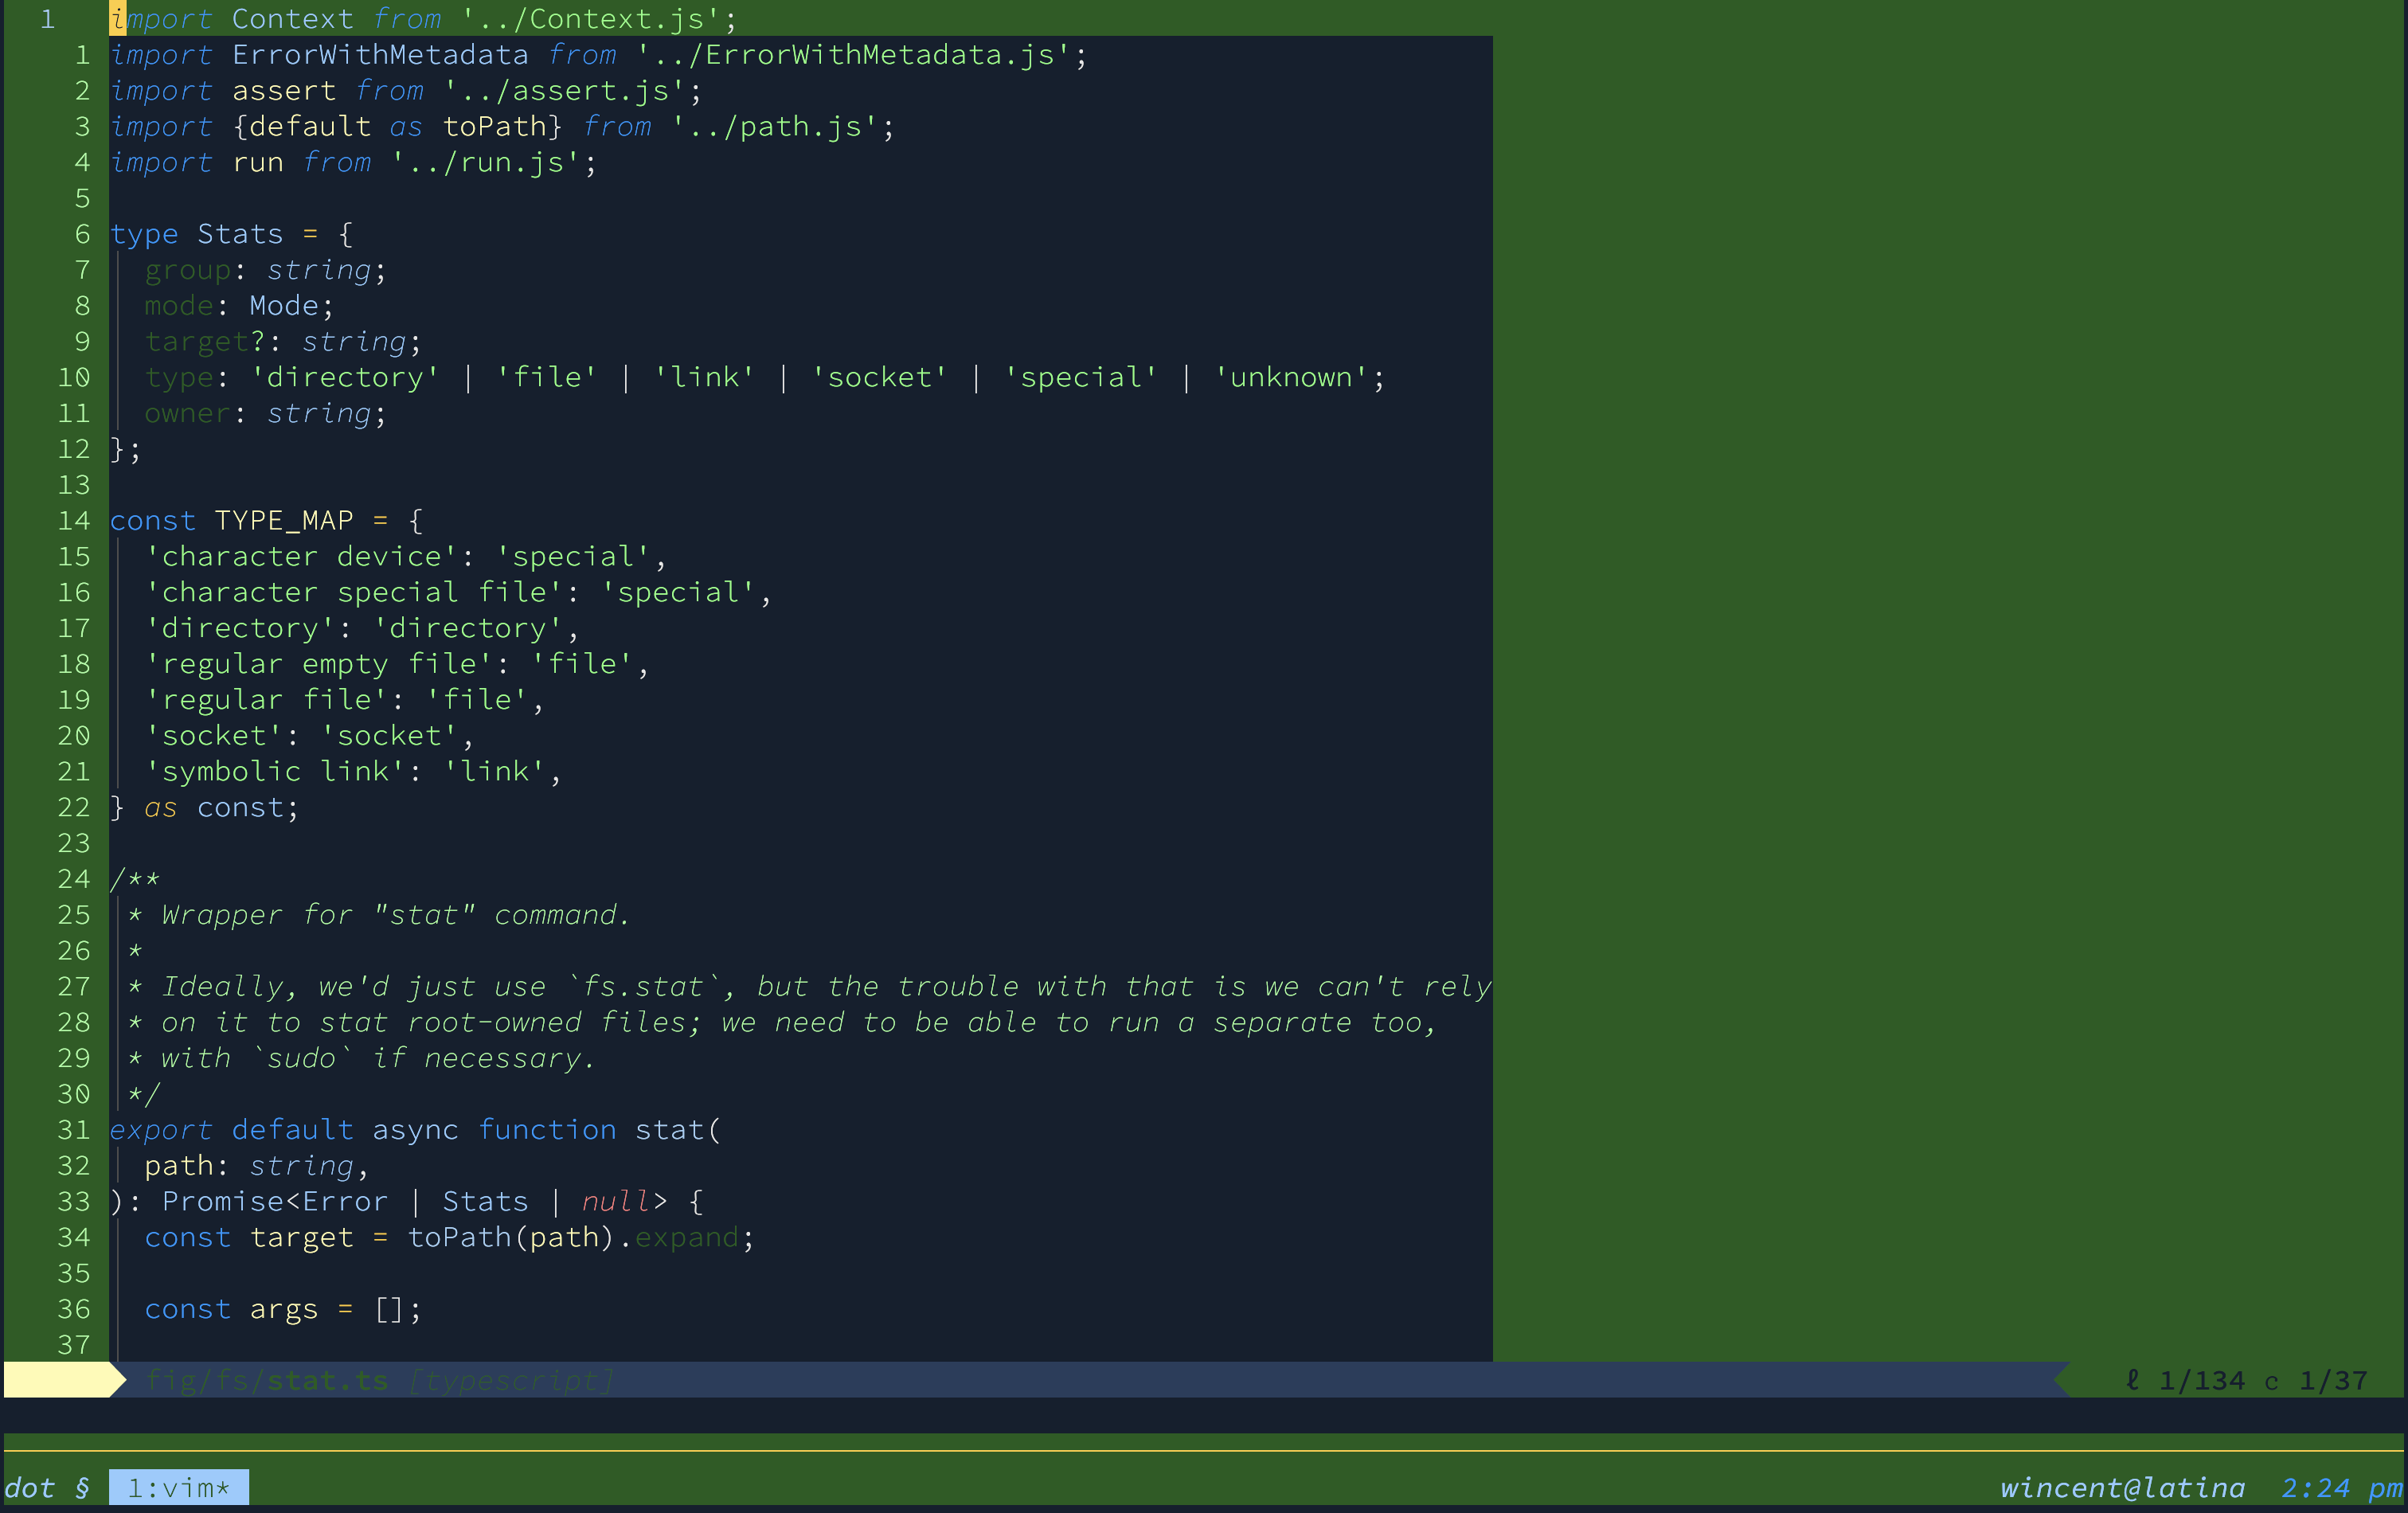 1 import Context from '../Context.js';
1 import ErrorWithMetadata from '../ErrorWithMetadata.js';
2 import assert from '../assert.js';
3 import {default as toPath} from '../path.js';
4 import run from '../run.js';
5
6 type Stats = {
7   group: string;
8   mode: Mode;
9   target?: string;
10   type: 'directory' | 'file' | 'link' | 'socket' | 'special' | 'unknown';
11   owner: string;
12 };
13
14 const TYPE_MAP = {
15   'character device': 'special',
16   'character special file': 'special',
17   'directory': 'directory',
18   'regular empty file': 'file',
19   'regular file': 'file',
20   'socket': 'socket',
21   'symbolic link': 'link',
22 } as const;
23
24 /**
25  * Wrapper for "stat" command.
26  *
27  * Ideally, we'd just use `fs.stat`, but the trouble with that is we can't rely
28  * on it to stat root-owned files; we need to be able to run a separate too,
29  * with `sudo` if necessary.
30  */
31 export default async function stat(
32   path: string,
33 ): Promise<Error | Stats | null> {
34   const target = toPath(path).expand;
35
36   const args = [];
37
fig/fs/stat.ts [typescript] ℓ 1/134 c 1/37
dot § 1:vim* wincent@latina 2:24 pm